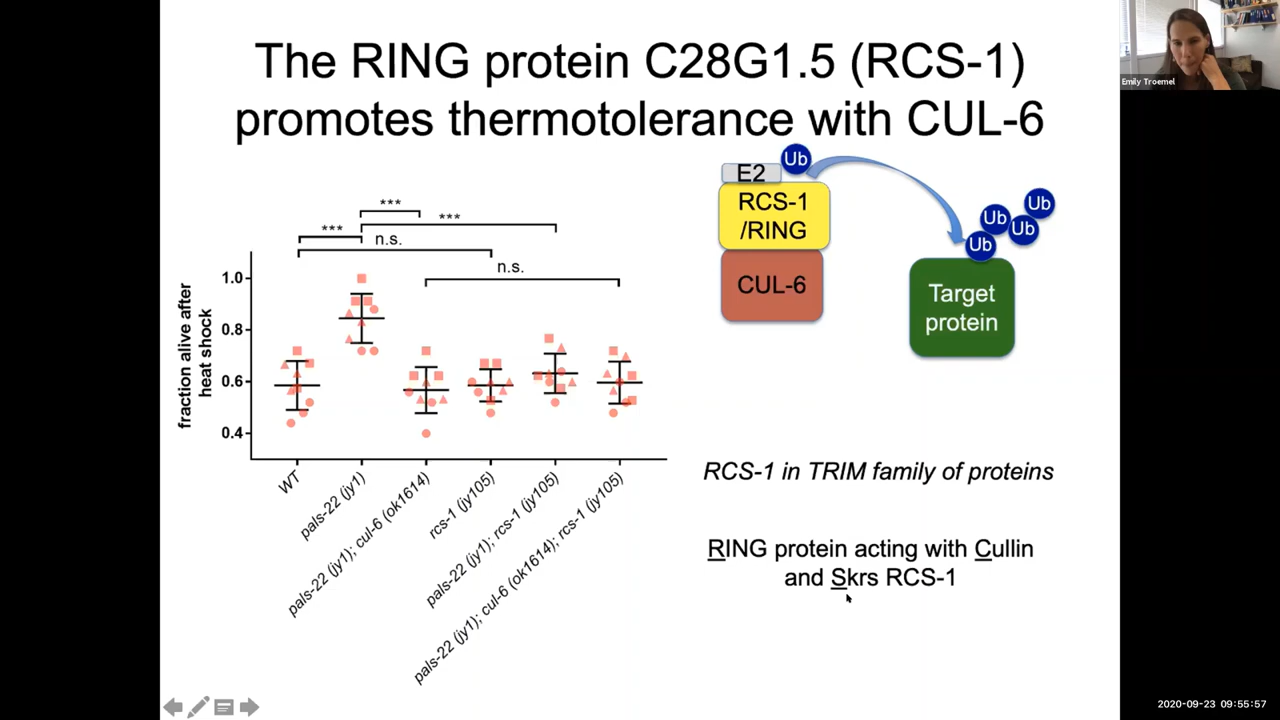 The RING protein C28G1.5 (RCS-1)
promotes thermotolerance with CUL-6
Emily Troemel
***
***
***
n.s.
n.s.
fraction alive after
heat shock
1.0
0.8
0.6
0.4
WT
pals-22 (jy1)
pals-22 (jy1); cul-6 (ok1614)
rcs-1 (jy105)
pals-22 (jy1); rcs-1 (jy105)
pals-22 (jy1); cul-6 (ok1614); rcs-1 (jy105)
Ub
E2
RCS-1
/RING
CUL-6
Ub
Ub
Ub
Ub
Target
protein
RCS-1 in TRIM family of proteins
RING protein acting with Cullin
and Skrs RCS-1
2020-09-23 09:55:57